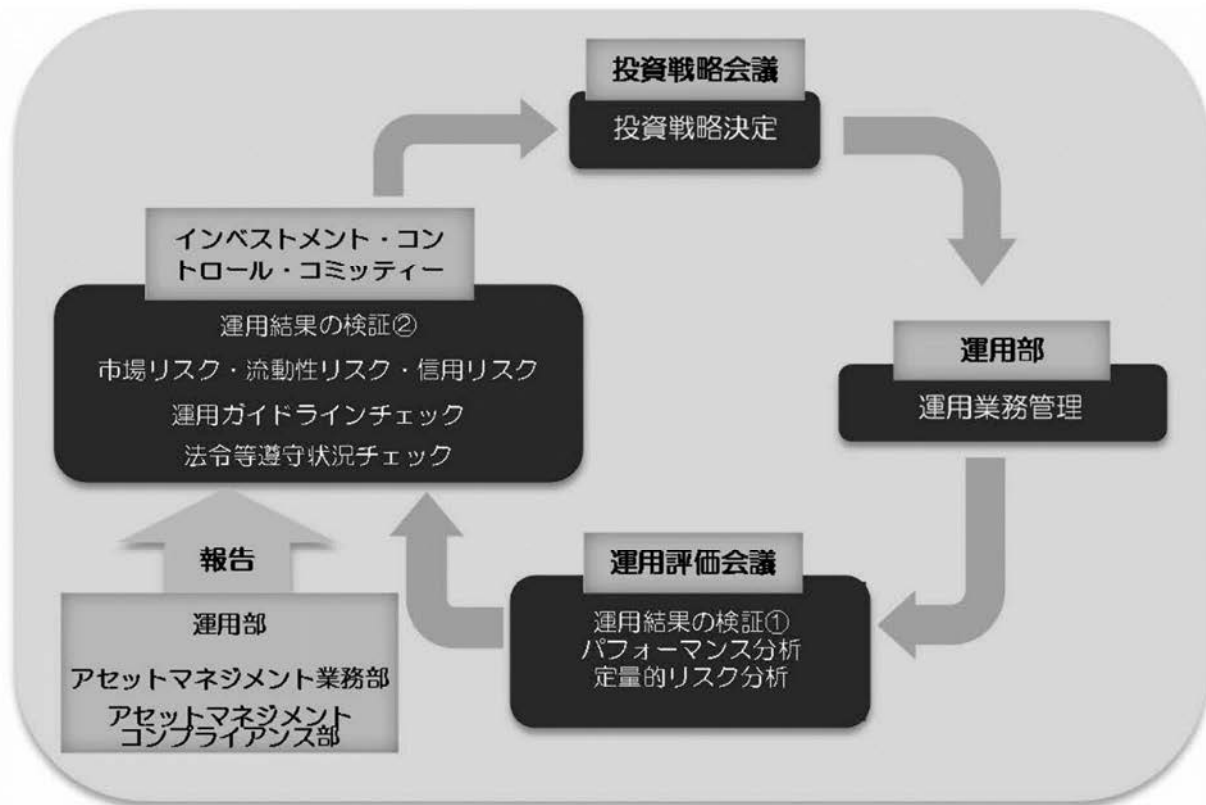 投資戦略会議
投資戦略決定
インベストメント・コン
トロール・コミッティー
運用結果の検証②
市場リスク・流動性リスク・信用リスク
運用ガイドラインチェック
法令等遵守状況チェック
運用部
運用業務管理
運用評価会議
運用結果の検証①
パフォーマンス分析
定量的リスク分析
報告
運用部
アセットマネジメント業務部
アセットマネジメント
コンプライアンス部